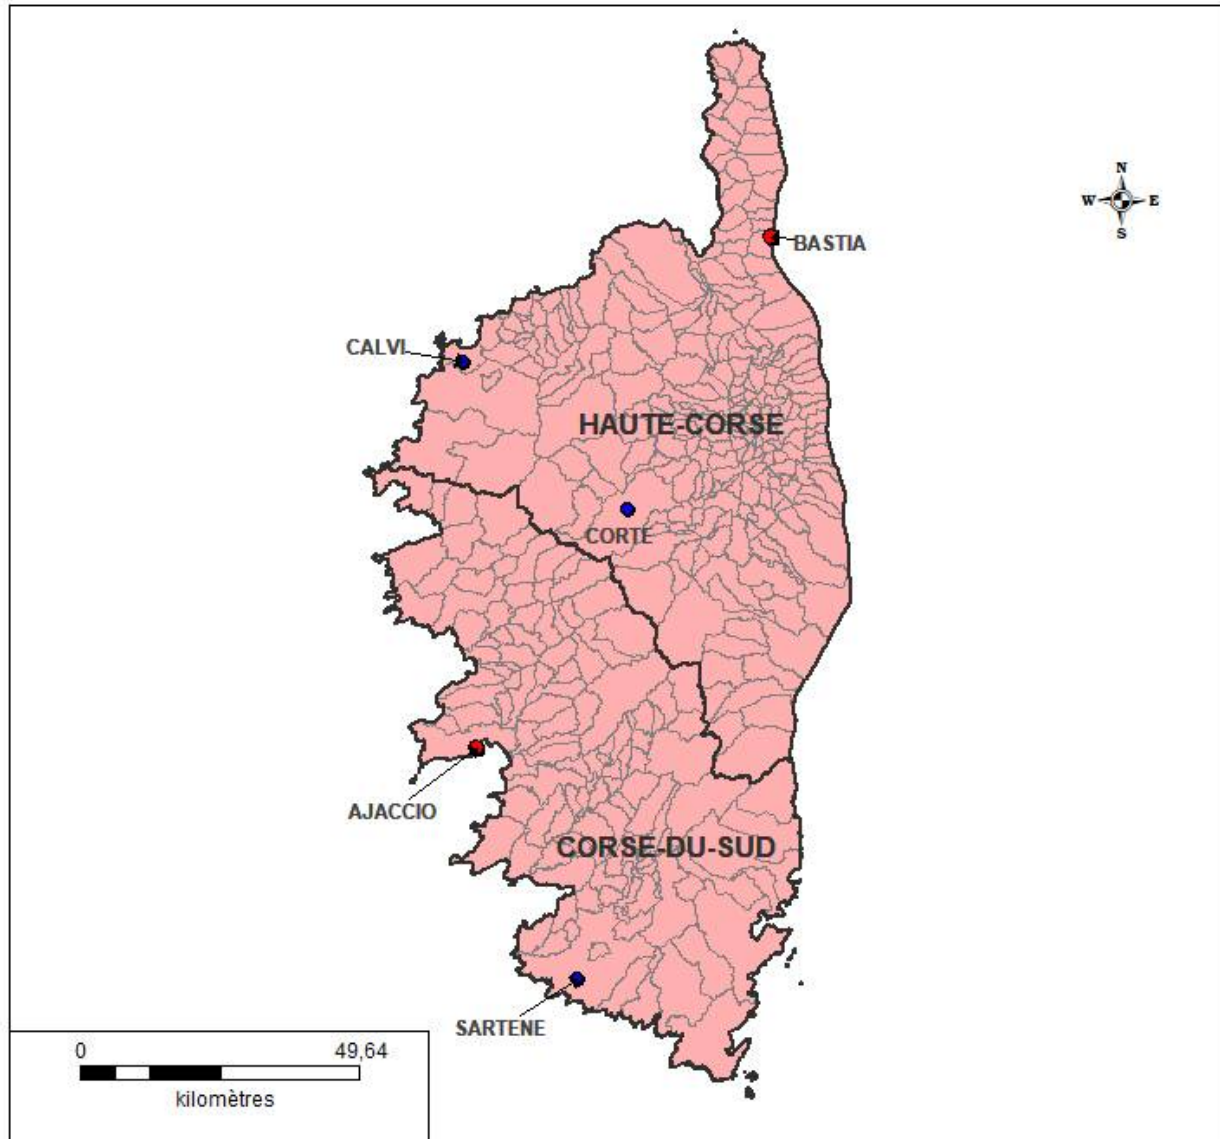 N
W E
S
BASTIA
CALVI
HAUTE-CORSE
CORTE
AJACCIO
CORSE-DU-SUD
SARTENE
0 49,64
kilomètres